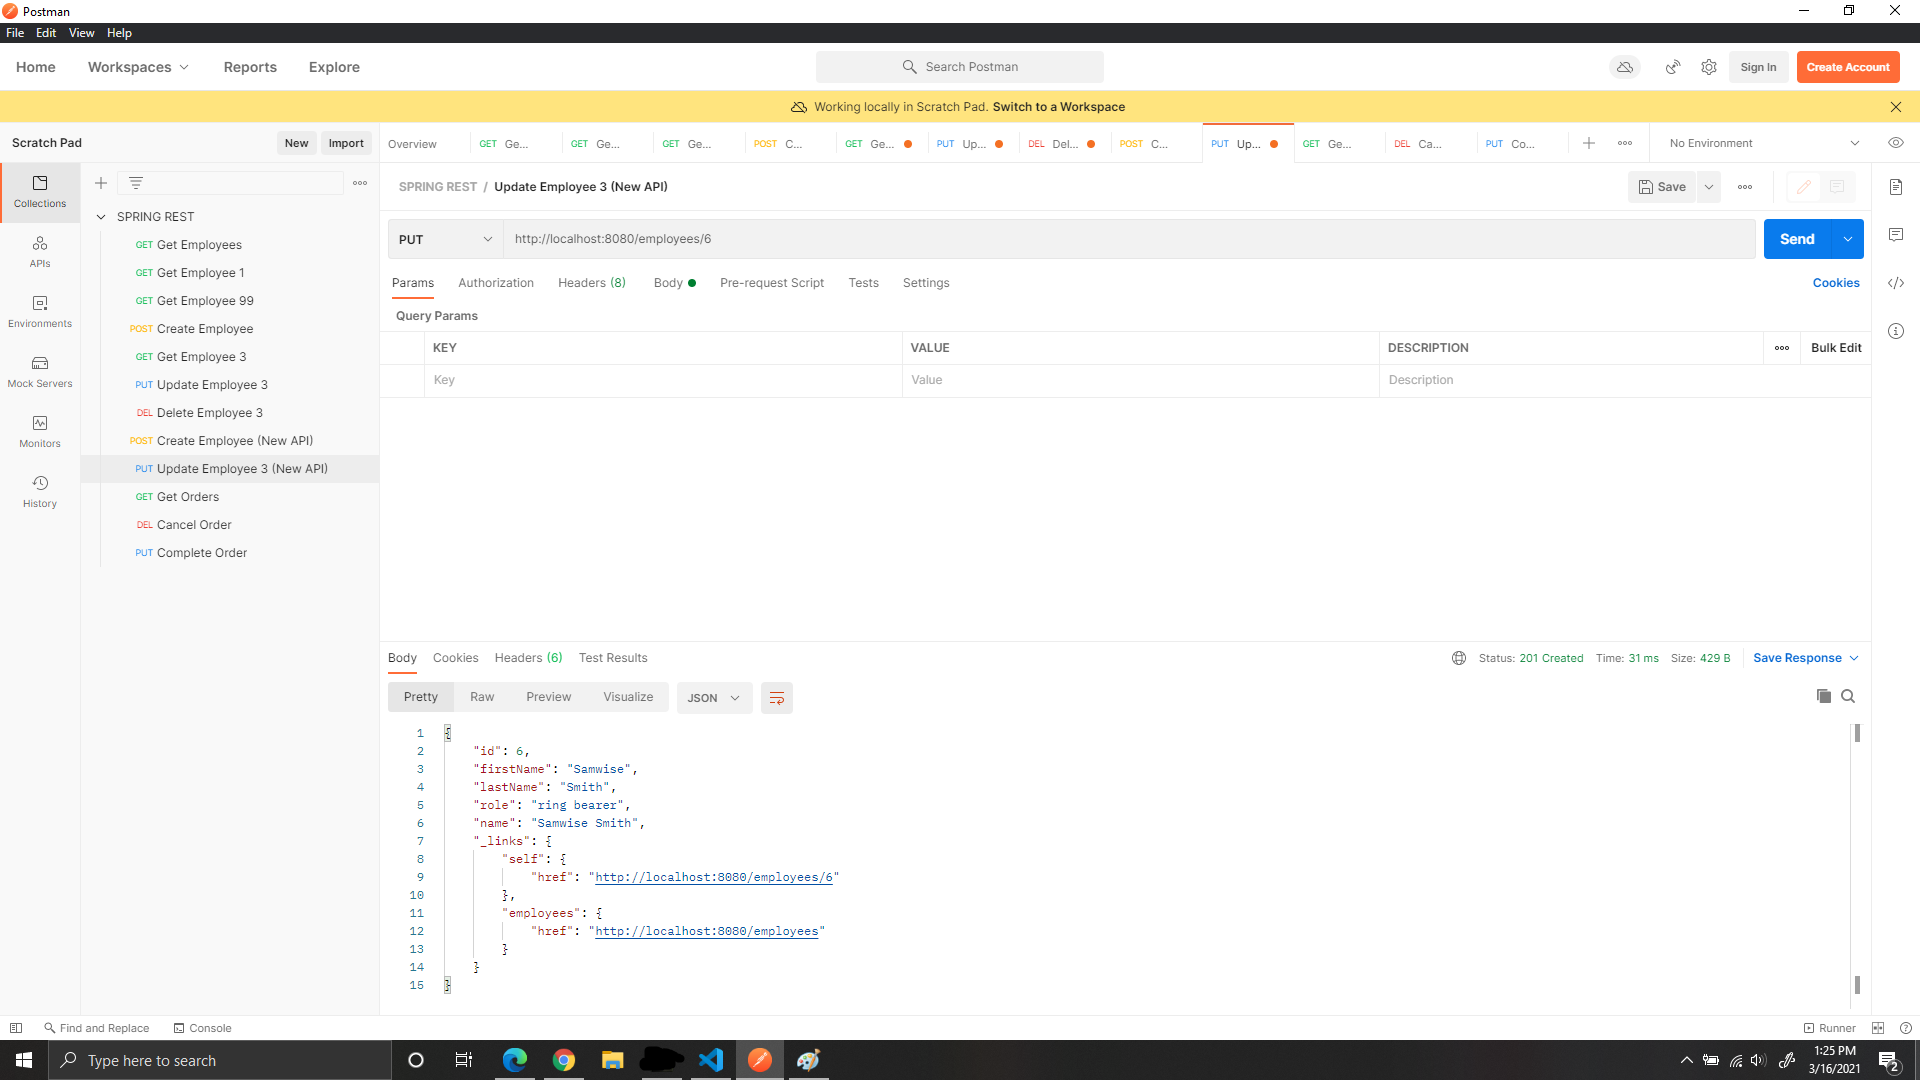 Postman
File Edit View Help
Home Workspaces Reports Explore Search Postman Sign In Create Account
Working locally in Scratch Pad. Switch to a Workspace
Scratch Pad New Import Overview GET Ge... GET Ge... GET Ge... POST C... GET Ge... PUT Up... DEL Del... POST C... PUT Up... GET Ge... DEL Ca... PUT Co... No Environment
Collections
APIs
Environments
Mock Servers
Monitors
History
SPRING REST
GET Get Employees
GET Get Employee 1
GET Get Employee 99
POST Create Employee
GET Get Employee 3
PUT Update Employee 3
DEL Delete Employee 3
POST Create Employee (New API)
PUT Update Employee 3 (New API)
GET Get Orders
DEL Cancel Order
PUT Complete Order
SPRING REST / Update Employee 3 (New API) Save
PUT http://localhost:8080/employees/6 Send
Params Authorization Headers (8) Body Pre-request Script Tests Settings Cookies
Query Params
KEY VALUE DESCRIPTION Bulk Edit
Key Value Description
Body Cookies Headers (6) Test Results Status: 201 Created Time: 31 ms Size: 429 B Save Response
Pretty Raw Preview Visualize JSON
1 {
2 "id": 6,
3 "firstName": "Samwise",
4 "lastName": "Smith",
5 "role": "ring bearer",
6 "name": "Samwise Smith",
7 "_links": {
8 "self": {
9 "href": "http://localhost:8080/employees/6"
10 },
11 "employees": {
12 "href": "http://localhost:8080/employees"
13 }
14 }
15 }
Find and Replace Console Runner
Type here to search 1:25 PM
3/16/2021
2